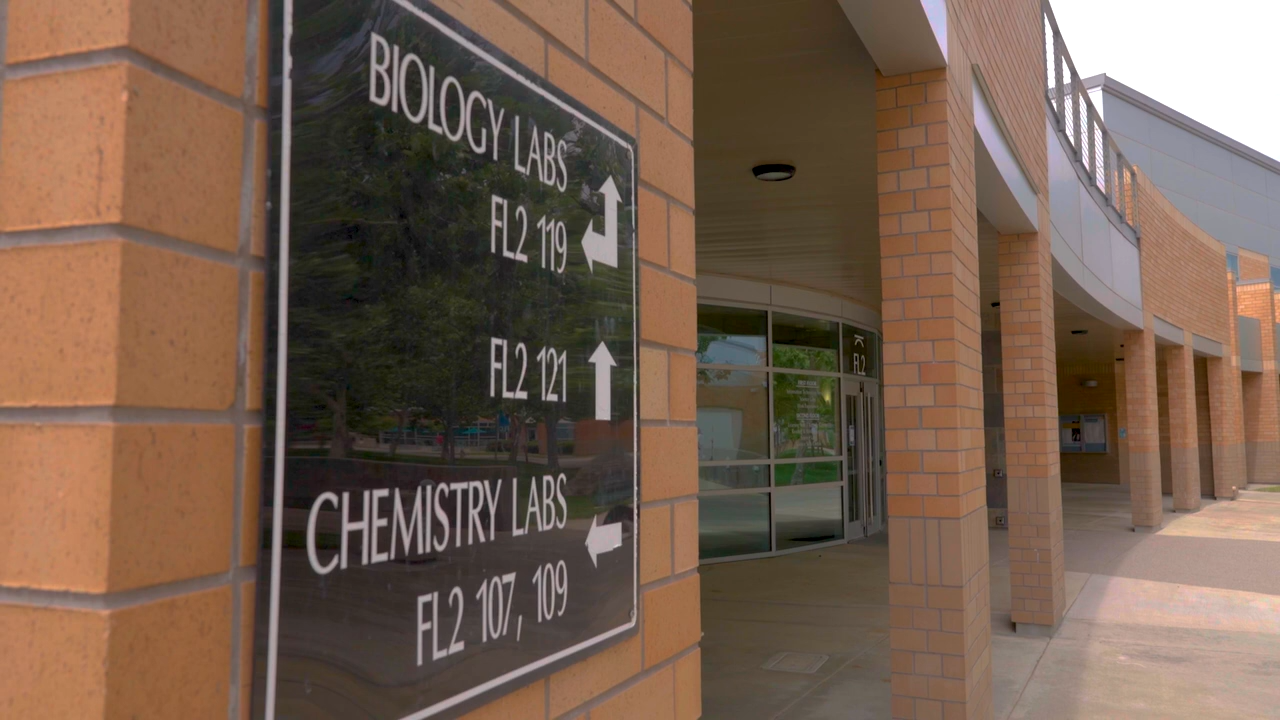 BIOLOGY LABS
FL2 119
FL2 121
CHEMISTRY LABS
FL2 107, 109
FL2